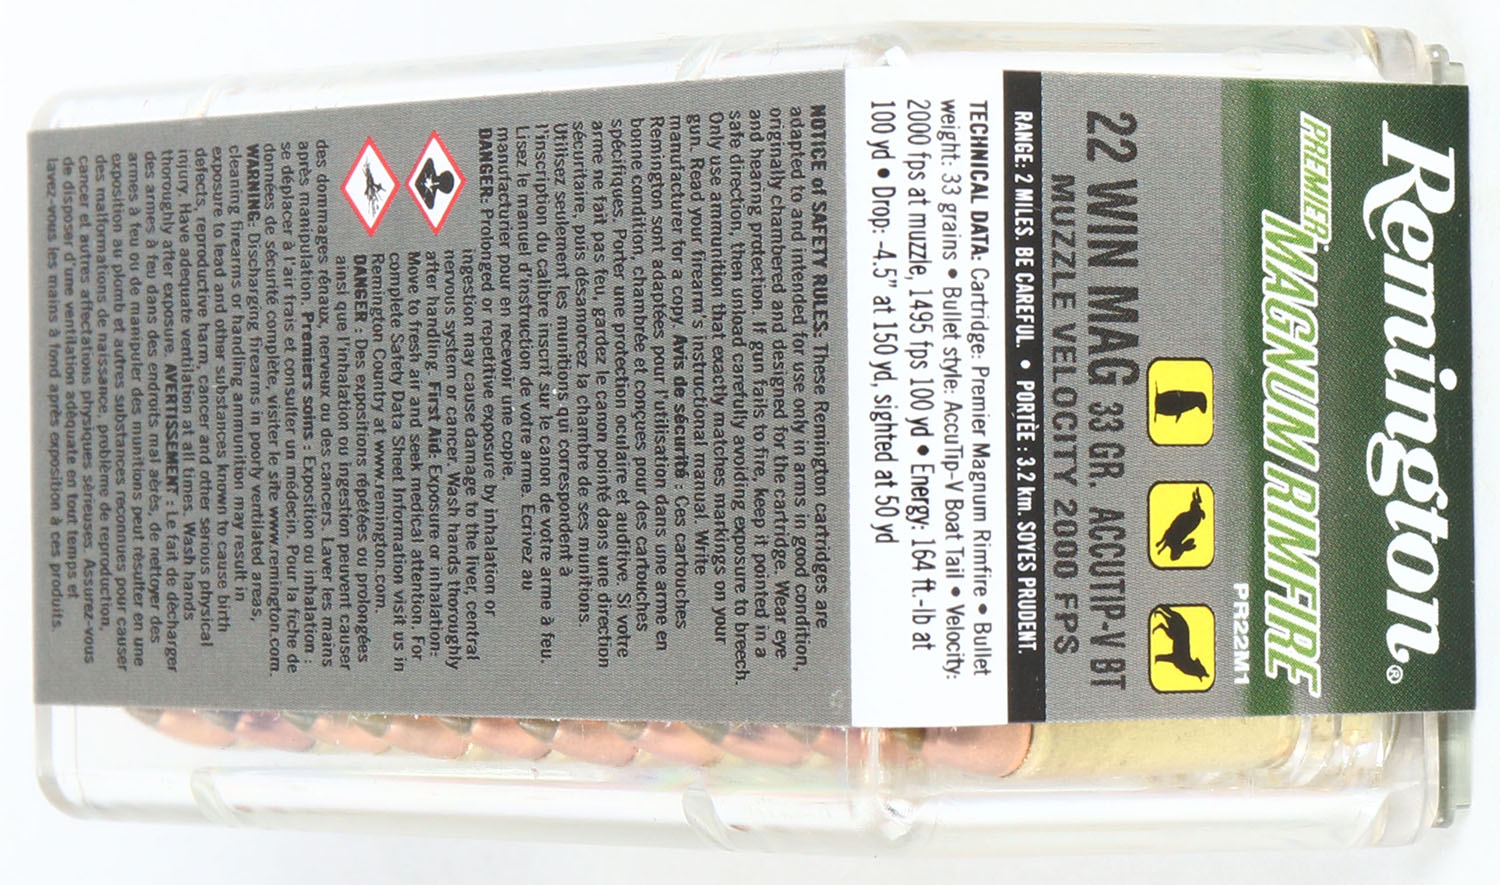 Remington®
PREMIER®
MAGNUM RIMFIRE
PR22M1
22 WIN MAG 33 GR. ACCUTIP-V BT
MUZZLE VELOCITY 2000 FPS
RANGE: 2 MILES. BE CAREFUL. • PORTÉE : 3.2 km. SOYES PRUDENT.
TECHNICAL DATA: Cartridge: Premier Magnum Rimfire • Bullet
weight: 33 grains • Bullet style: AccuTip-V Boat Tail • Velocity:
2000 fps at muzzle, 1495 fps 100 yd • Energy: 164 ft.-lb at
100 yd • Drop: -4.5" at 150 yd, sighted at 50 yd
NOTICE of SAFETY RULES: These Remington cartridges are
adapted to and intended for use only in arms in good condition,
originally chambered and designed for the cartridge. Wear eye
and hearing protection. If gun fails to fire, keep it pointed in a
safe direction, then unload carefully avoiding exposure to breech.
Only use ammunition that exactly matches markings on your
gun. Read your firearm's instructional manual. Write
manufacturer for a copy. Avis de sécurité : Ces cartouches
Remington sont adaptées pour l'utilisation dans une arme en
bonne condition, chambrée et conçues pour des cartouches
spécifiques. Porter une protection oculaire et auditive. Si votre
arme ne fait pas feu, gardez le canon pointé dans une direction
sécuritaire, puis désamorcez la chambre de ses munitions.
Utilisez seulement les munitions qui correspondent à
l'inscription du calibre inscrit sur le canon de votre arme à feu.
Lisez le manuel d'instruction de votre arme. Ecrivez au
manufacturier pour en recevoir une copie.
DANGER: Prolonged or repetitive exposure by inhalation or
ingestion may cause damage to the liver, central
nervous system or cancer. Wash hands thoroughly
after handling. First Aid- Exposure or inhalation:
Move to fresh air and seek medical attention. For
complete Safety Data Sheet Information visit us in
Remington Country at www.remington.com.
DANGER : Des expositions répétées ou prolongées
ainsi que l'inhalation ou ingestion peuvent causer
des dommages rénaux, nerveux ou des cancers. Laver les mains
après manipulation. Premiers soins : Exposition ou inhalation :
se déplacer à l'air frais et consulter un médecin. Pour la fiche de
données de sécurité complète, visiter le site www.remington.com.
WARNING: Discharging firearms in poorly ventilated areas,
cleaning firearms or handling ammunition may result in
exposure to lead and other substances known to cause birth
defects, reproductive harm, cancer and other serious physical
injury. Have adequate ventilation at all times. Wash hands
thoroughly after exposure. AVERTISSEMENT : Le fait de décharger
des armes à feu dans des endroits mal aérés, de nettoyer des
armes à feu ou de manipuler des munitions peut résulter en une
exposition au plomb et autres substances reconnues pour causer
des malformations de naissance, problème de reproduction,
cancer et autres affectations physiques sérieuses. Assurez-vous
de disposer d'une ventilation adéquate en tout temps et
lavez-vous les mains à fond après exposition à ces produits.